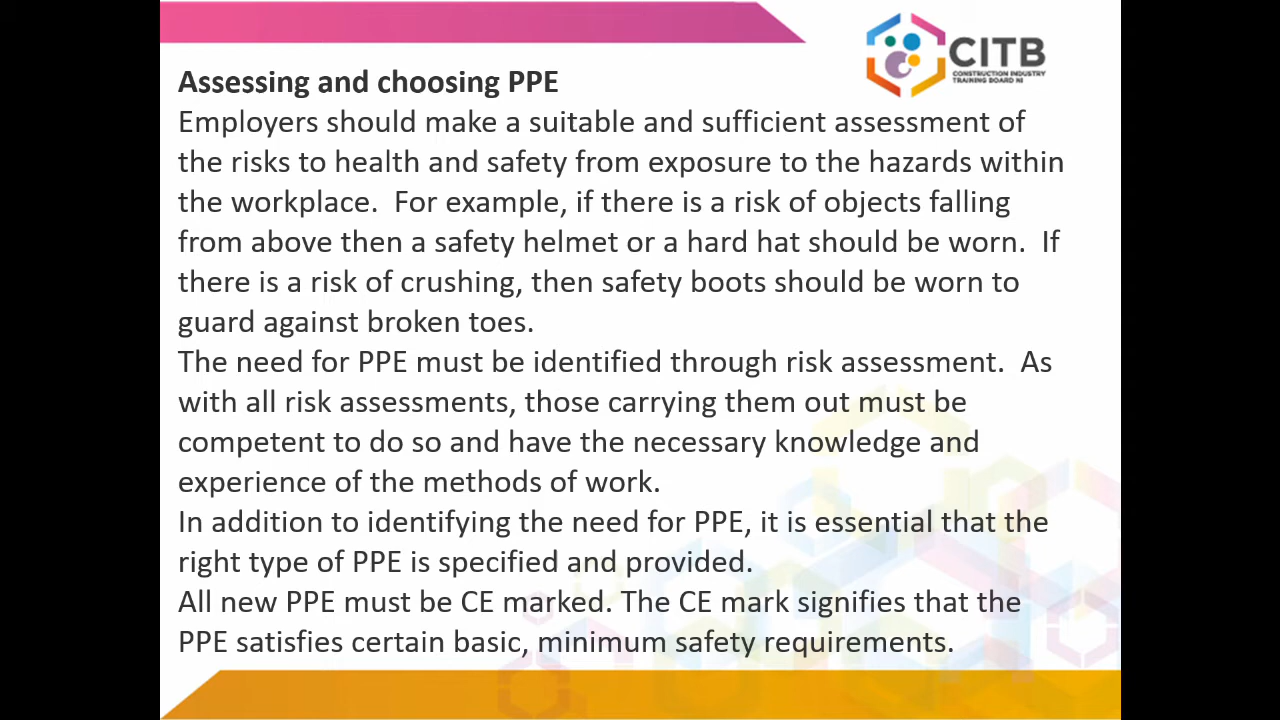 CITB
CONSTRUCTION INDUSTRY
TRAINING BOARD NI
Assessing and choosing PPE
Employers should make a suitable and sufficient assessment of
the risks to health and safety from exposure to the hazards within
the workplace.  For example, if there is a risk of objects falling
from above then a safety helmet or a hard hat should be worn.  If
there is a risk of crushing, then safety boots should be worn to
guard against broken toes.
The need for PPE must be identified through risk assessment.  As
with all risk assessments, those carrying them out must be
competent to do so and have the necessary knowledge and
experience of the methods of work.
In addition to identifying the need for PPE, it is essential that the
right type of PPE is specified and provided.
All new PPE must be CE marked. The CE mark signifies that the
PPE satisfies certain basic, minimum safety requirements.